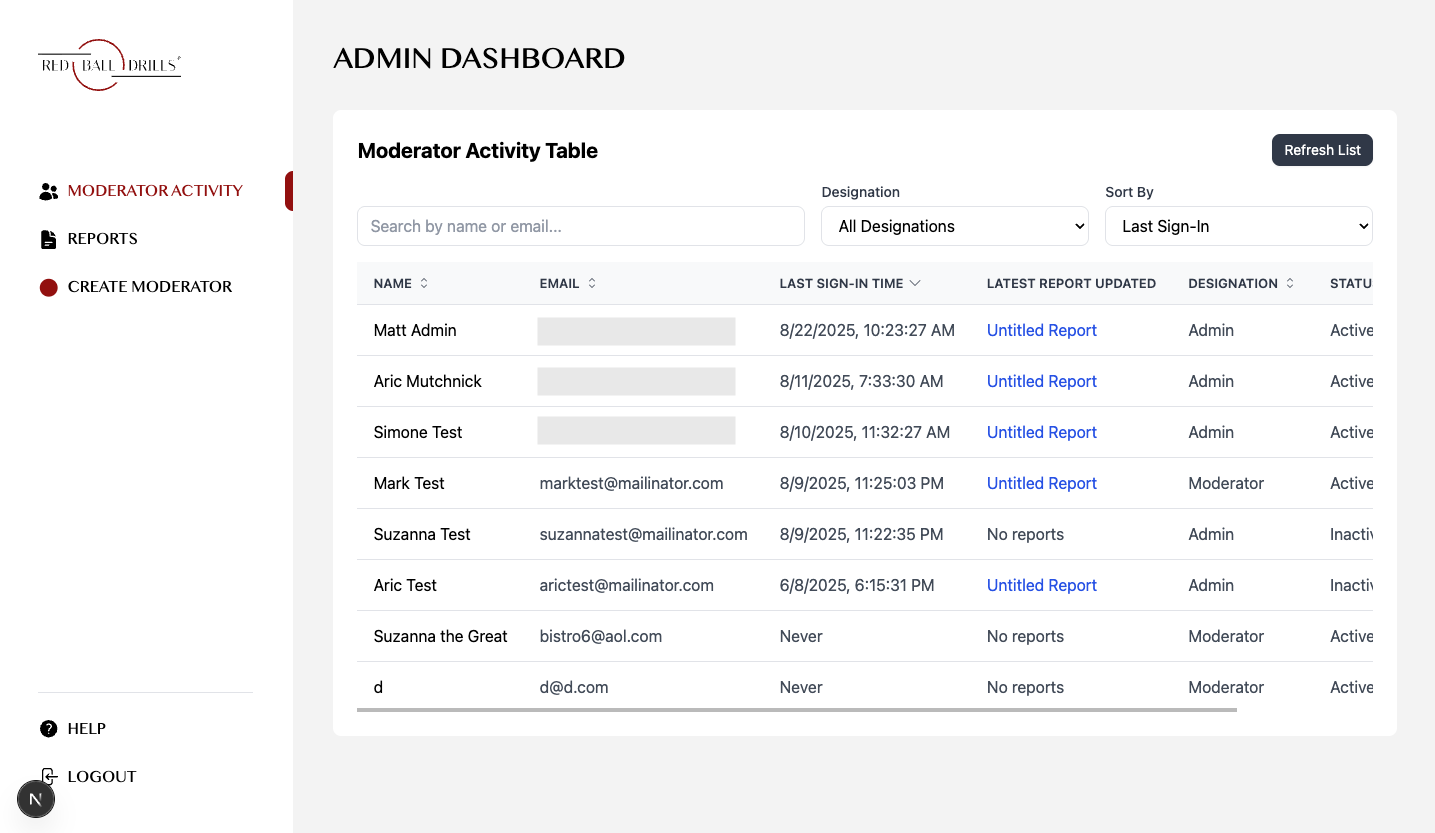 RED BALL DRILLS®
ADMIN DASHBOARD
Moderator Activity Table
Refresh List
MODERATOR ACTIVITY
REPORTS
CREATE MODERATOR
Designation Sort By
Search by name or email... All Designations Last Sign-In
NAME EMAIL LAST SIGN-IN TIME LATEST REPORT UPDATED DESIGNATION STATU
Matt Admin 8/22/2025, 10:23:27 AM Untitled Report Admin Active
Aric Mutchnick 8/11/2025, 7:33:30 AM Untitled Report Admin Active
Simone Test 8/10/2025, 11:32:27 AM Untitled Report Admin Active
Mark Test marktest@mailinator.com 8/9/2025, 11:25:03 PM Untitled Report Moderator Active
Suzanna Test suzannatest@mailinator.com 8/9/2025, 11:22:35 PM No reports Admin Inactiv
Aric Test arictest@mailinator.com 6/8/2025, 6:15:31 PM Untitled Report Admin Inactiv
Suzanna the Great bistro6@aol.com Never No reports Moderator Active
d d@d.com Never No reports Moderator Active
? HELP
LOGOUT
N